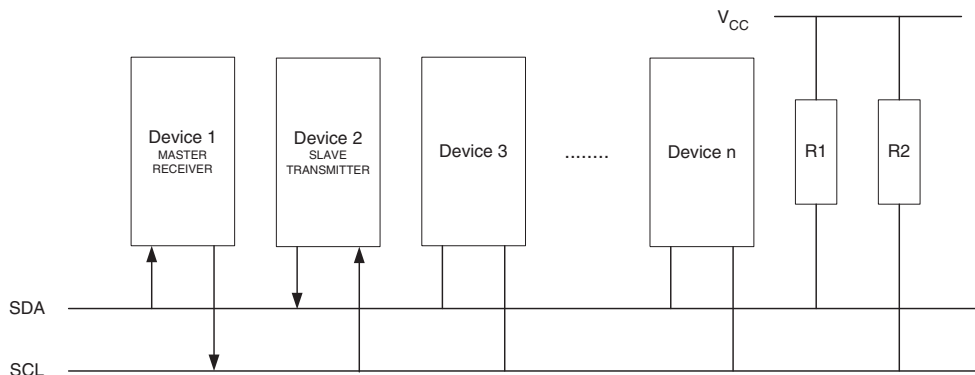 VCC
Device 1
MASTER
RECEIVER
Device 2
SLAVE
TRANSMITTER
Device 3
........
Device n
R1
R2
SDA
SCL